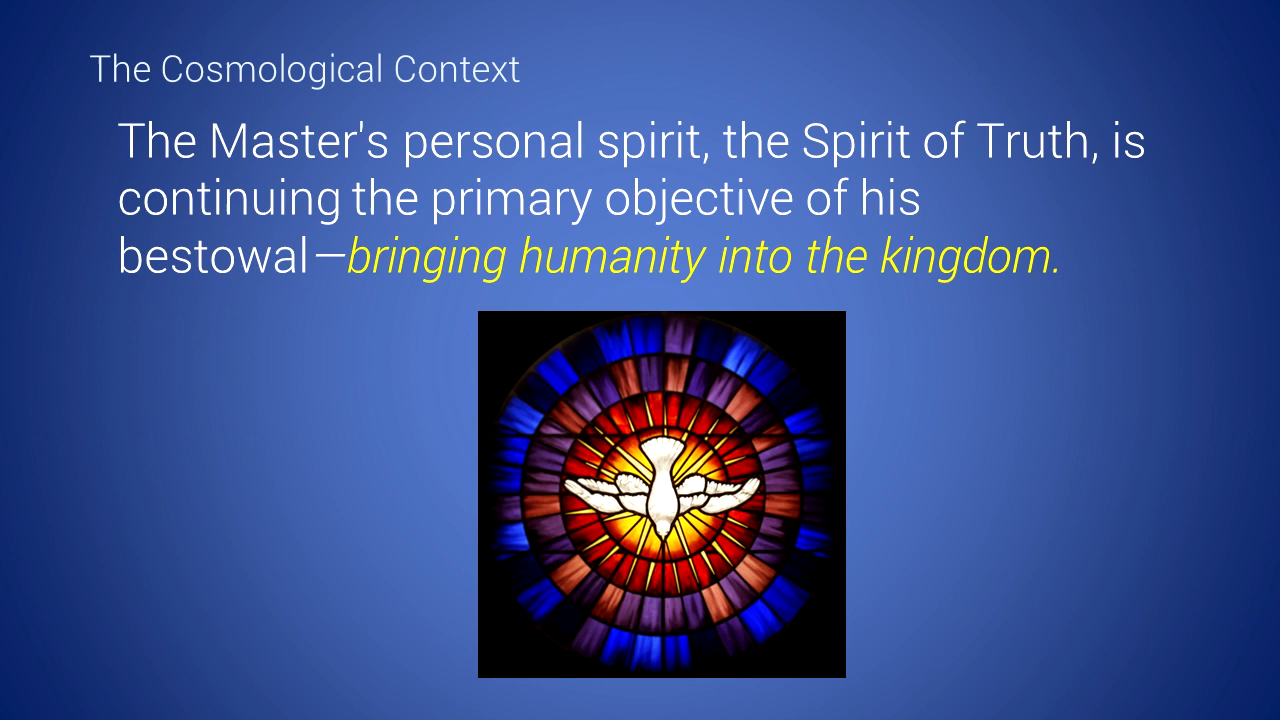 The Cosmological Context
The Master's personal spirit, the Spirit of Truth, is
continuing the primary objective of his
bestowal—bringing humanity into the kingdom.